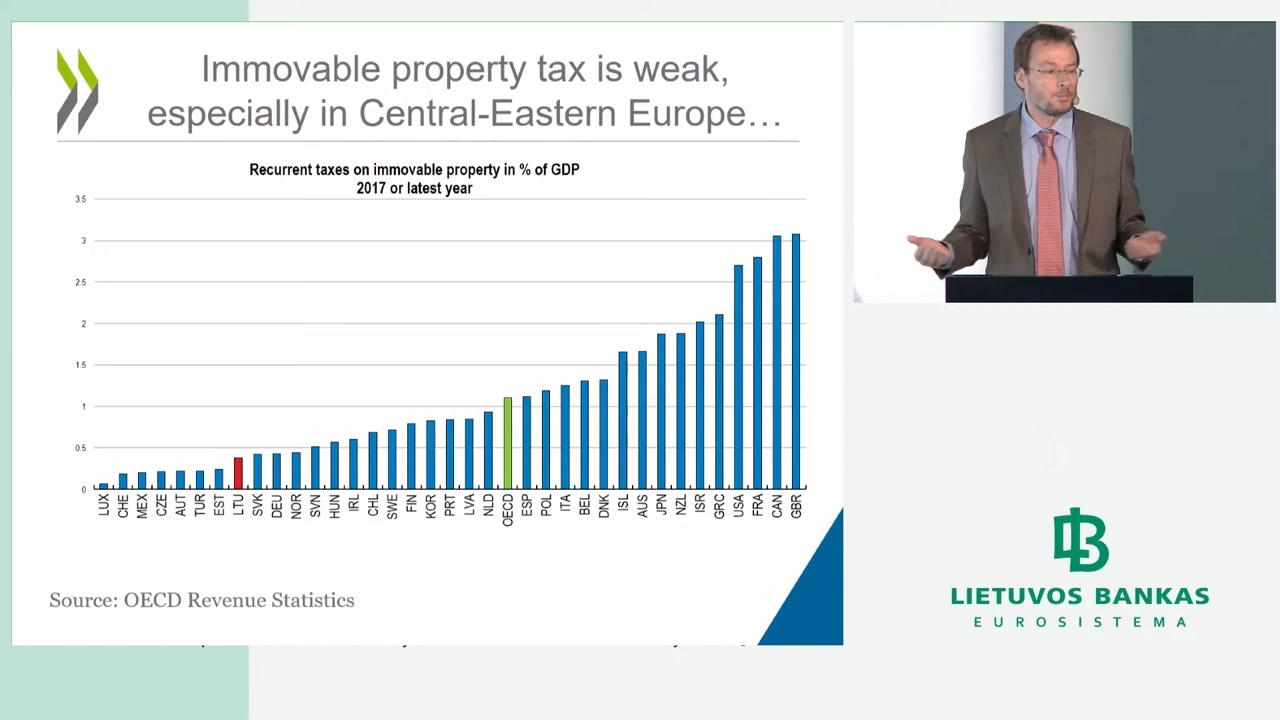 Immovable property tax is weak,
especially in Central-Eastern Europe…
Recurrent taxes on immovable property in % of GDP
2017 or latest year
3.5
3
2.5
2
1.5
1
0.5
0
LUX
CHE
MEX
CZE
AUT
TUR
EST
LTU
SVK
DEU
NOR
SVN
HUN
IRL
CHL
SWE
FIN
KOR
PRT
LVA
NLD
OECD
ESP
POL
ITA
BEL
DNK
ISL
AUS
JPN
NZL
ISR
GRC
USA
FRA
CAN
GBR
Source: OECD Revenue Statistics
LIETUVOS BANKAS
EUROSISTEMA